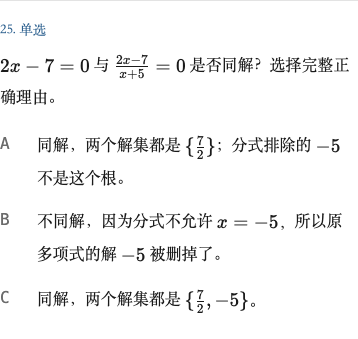 25. 单选
2x − 7 = 0 与 \frac{2x−7}{x+5} = 0 是否同解？选择完整正
确理由。
A 同解，两个解集都是 {\frac{7}{2}}；分式排除的 −5
不是这个根。
B 不同解，因为分式不允许 x = −5，所以原
多项式的解 −5 被删掉了。
C 同解，两个解集都是 {\frac{7}{2}, −5}。